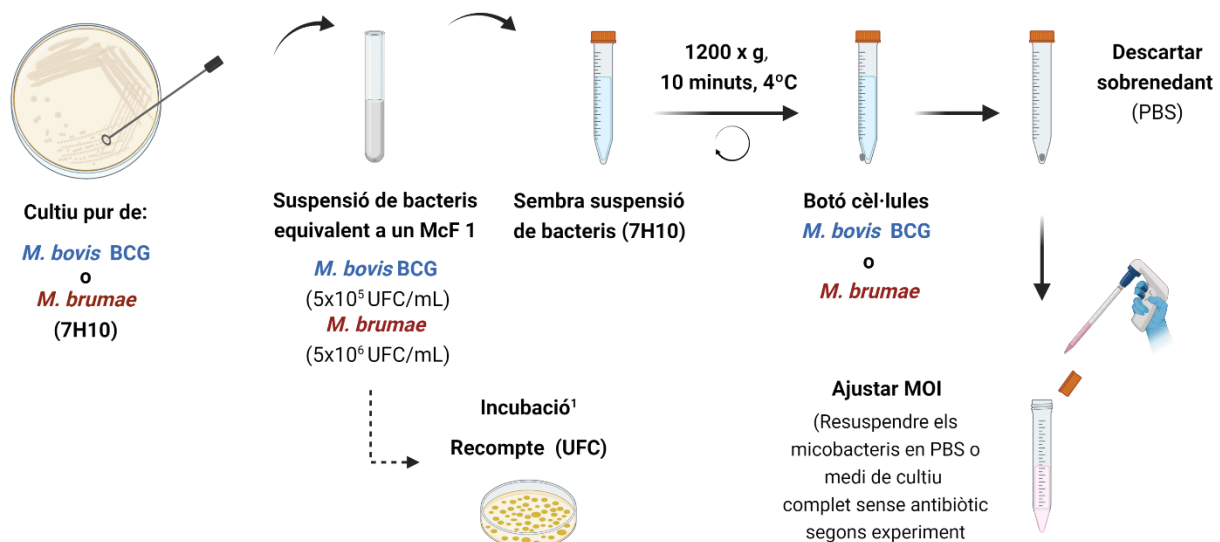 Cultiu pur de:
M. bovis BCG
o
M. brumae
(7H10)
Suspensió de bacteris
equivalent a un McF 1
M. bovis BCG
(5x10⁵ UFC/mL)
M. brumae
(5x10⁶ UFC/mL)
Incubació¹
Recompte (UFC)
Sembra suspensió
de bacteris (7H10)
1200 x g,
10 minuts, 4ºC
Botó cèl·lules
M. bovis BCG
o
M. brumae
Descartar
sobrenedant
(PBS)
Ajustar MOI
(Resuspendre els
micobacteris en PBS o
medi de cultiu
complet sense antibiòtic
segons experiment